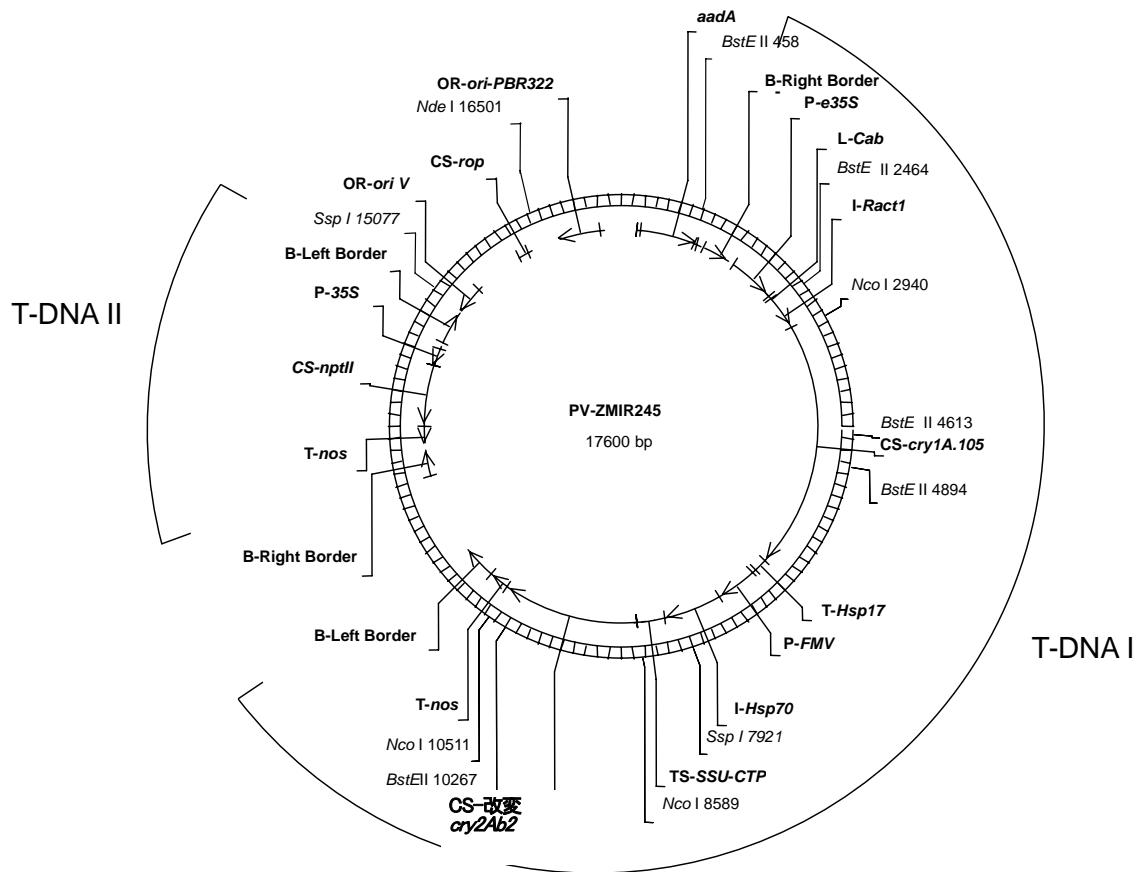 aadA
BstE II 458
B-Right Border
P-e35S
L-Cab
BstE II 2464
I-Ract1
Nco I 2940
BstE II 4613
CS-cry1A.105
BstE II 4894
T-Hsp17
P-FMV
T-DNA I
I-Hsp70
Ssp I 7921
TS-SSU-CTP
Nco I 8589
CS-改変
cry2Ab2
BstEII 10267
Nco I 10511
T-nos
B-Left Border
B-Right Border
T-nos
CS-nptII
P-35S
B-Left Border
Ssp I 15077
OR-ori V
CS-rop
Nde I 16501
OR-ori-PBR322
T-DNA II
PV-ZMIR245
17600 bp